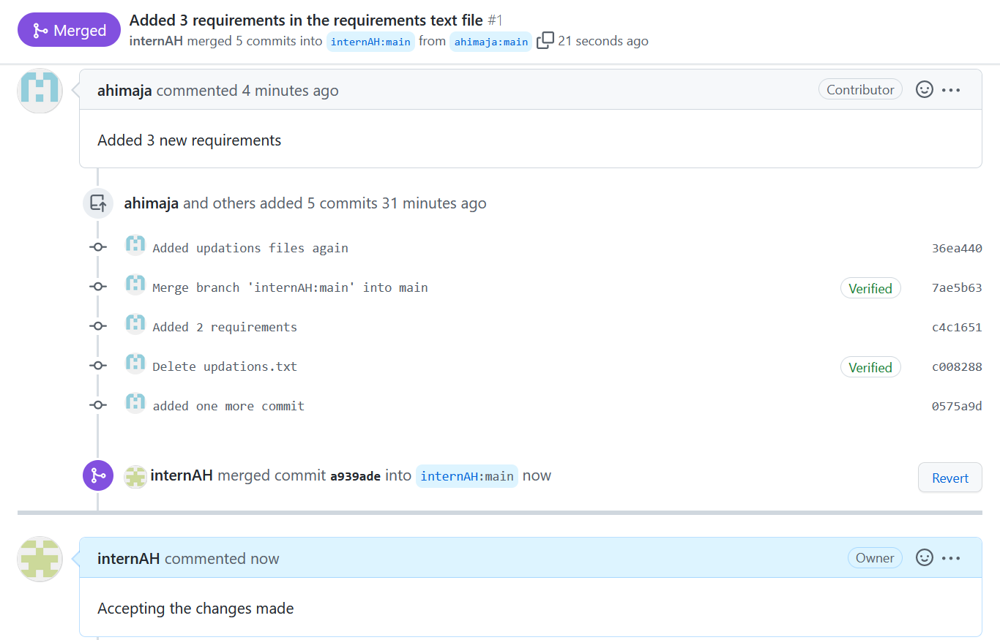 Merged
Added 3 requirements in the requirements text file #1
internAH merged 5 commits into internAH:main from ahimaja:main 21 seconds ago
ahimaja commented 4 minutes ago Contributor
Added 3 new requirements
ahimaja and others added 5 commits 31 minutes ago
Added updations files again 36ea440
Merge branch 'internAH:main' into main Verified 7ae5b63
Added 2 requirements c4c1651
Delete updations.txt Verified c008288
added one more commit 0575a9d
internAH merged commit a939ade into internAH:main now Revert
internAH commented now Owner
Accepting the changes made